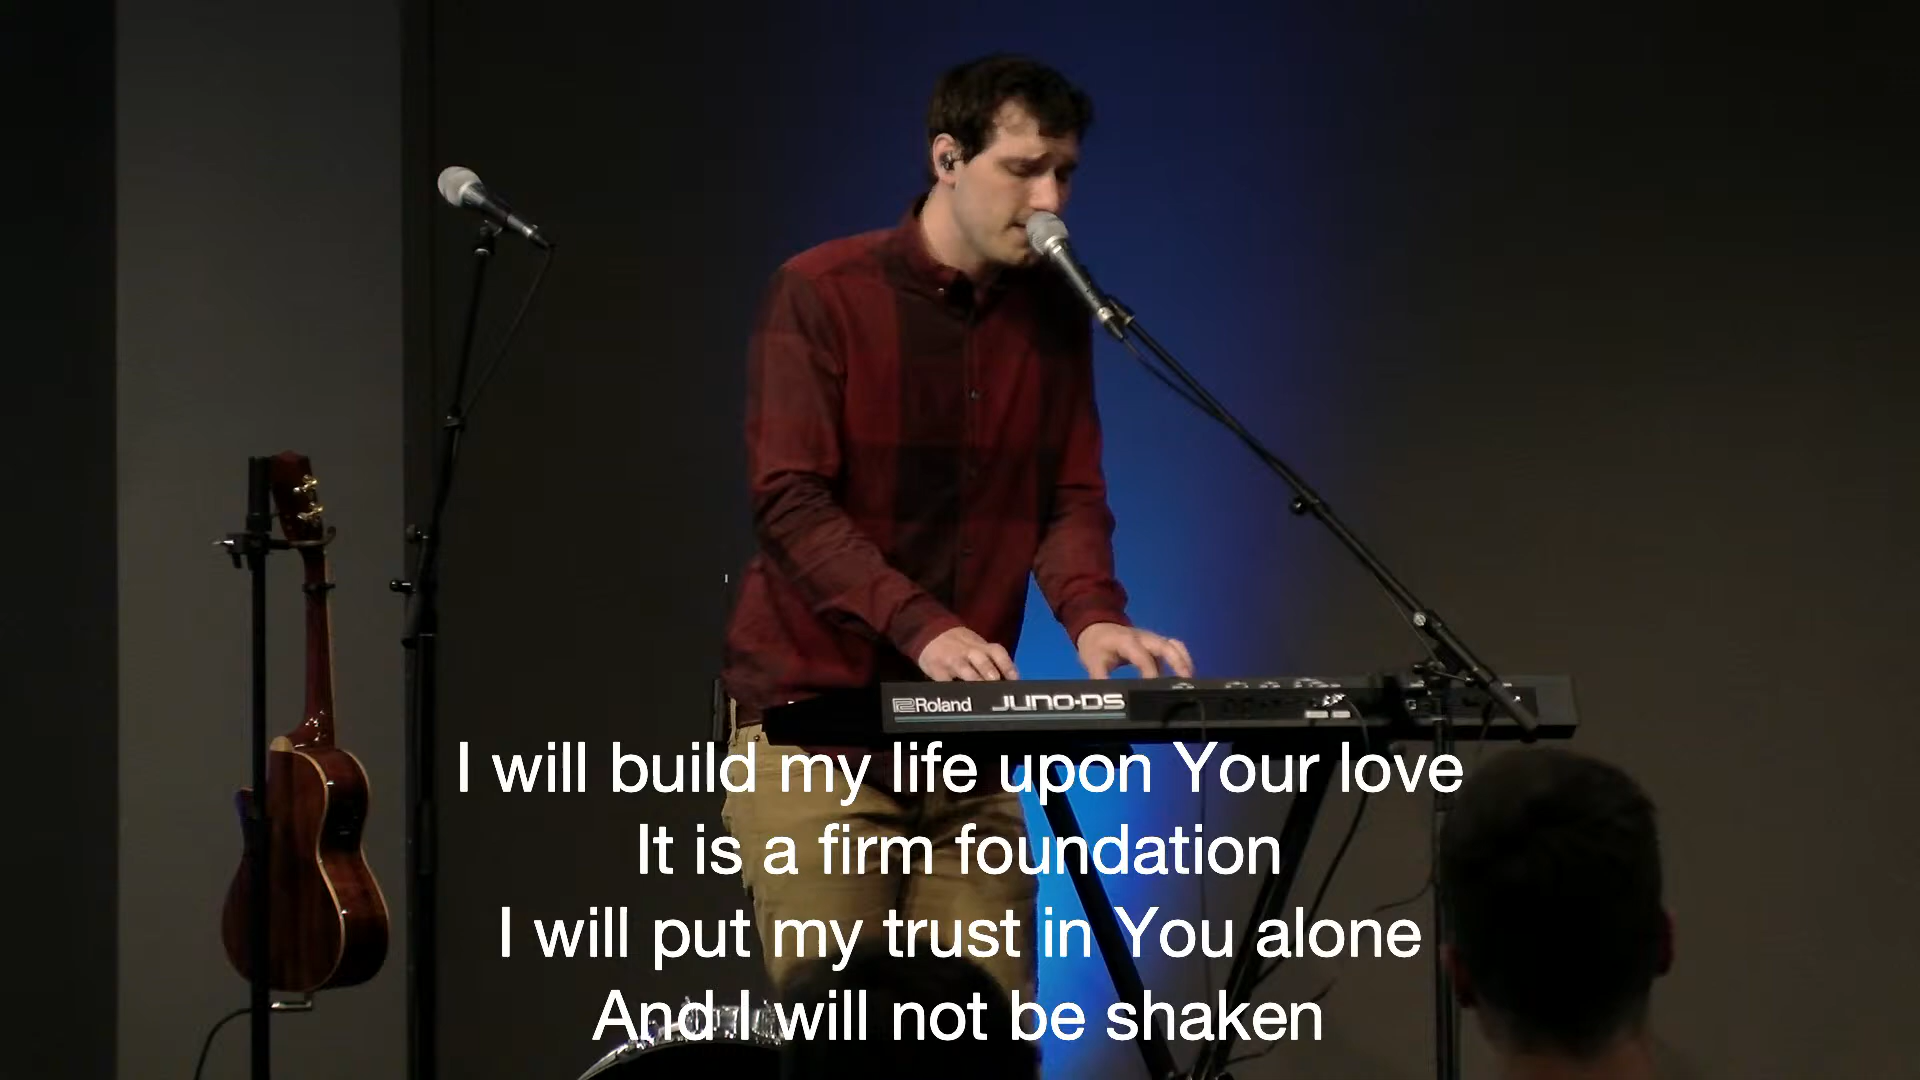 Roland JUNO-DS
I will build my life upon Your love
It is a firm foundation
I will put my trust in You alone
And I will not be shaken